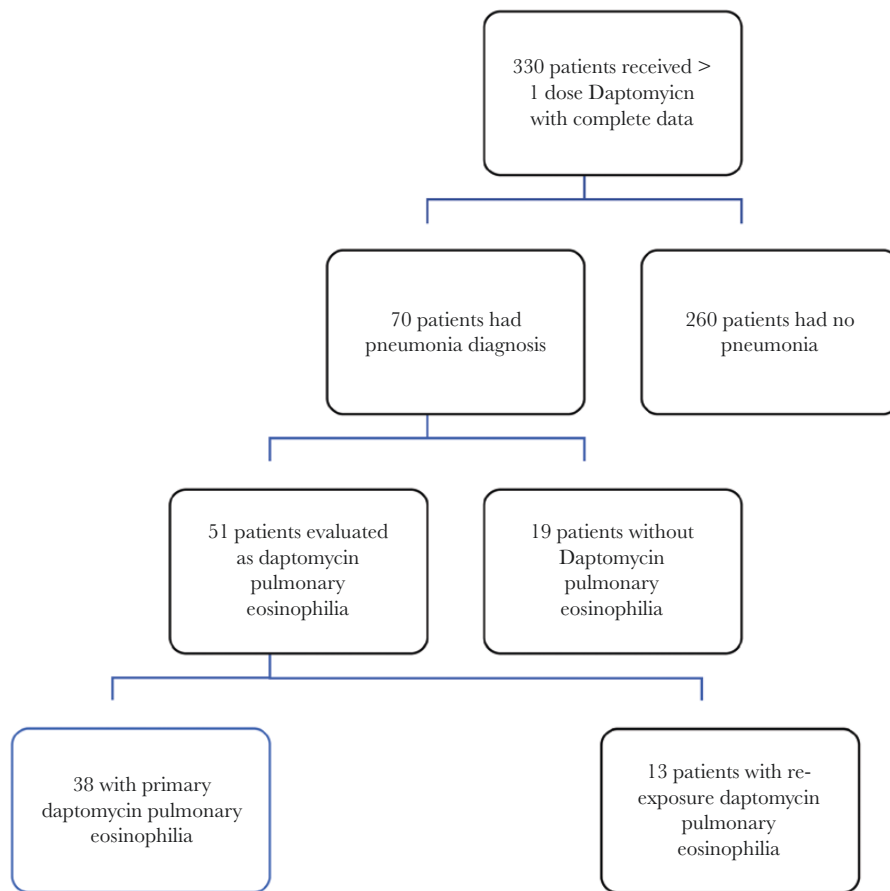 330 patients received >
1 dose Daptomyicn
with complete data
70 patients had
pneumonia diagnosis
260 patients had no
pneumonia
51 patients evaluated
as daptomycin
pulmonary
eosinophilia
19 patients without
Daptomycin
pulmonary
eosinophilia
38 with primary
daptomycin pulmonary
eosinophilia
13 patients with re-
exposure daptomycin
pulmonary
eosinophilia